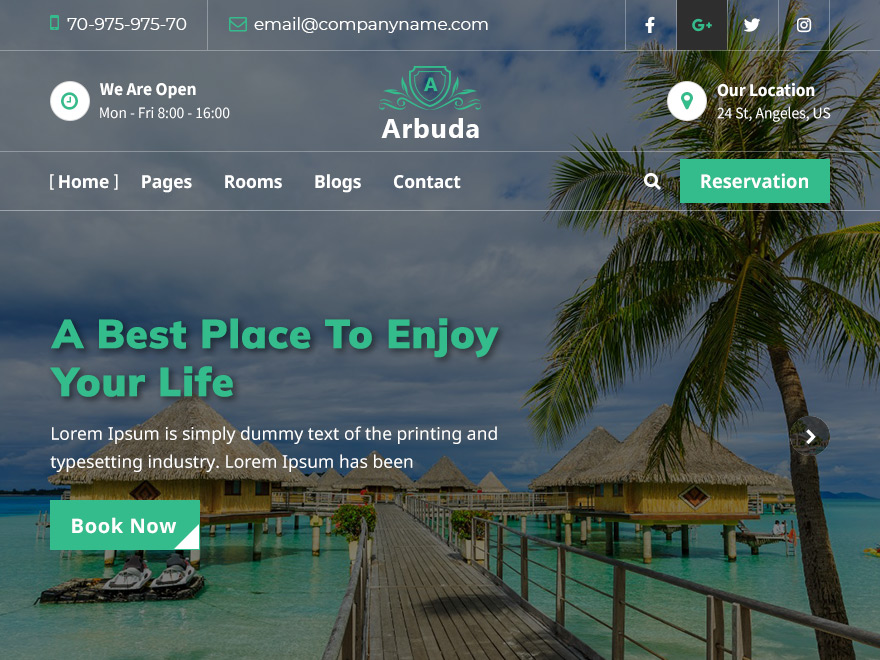 70-975-975-70
email@companyname.com
G+
We Are Open
Mon - Fri 8:00 - 16:00
A
Arbuda
Our Location
24 St, Angeles, US
[ Home ]
Pages
Rooms
Blogs
Contact
Reservation
A Best Place To Enjoy
Your Life
Lorem Ipsum is simply dummy text of the printing and
typesetting industry. Lorem Ipsum has been
Book Now